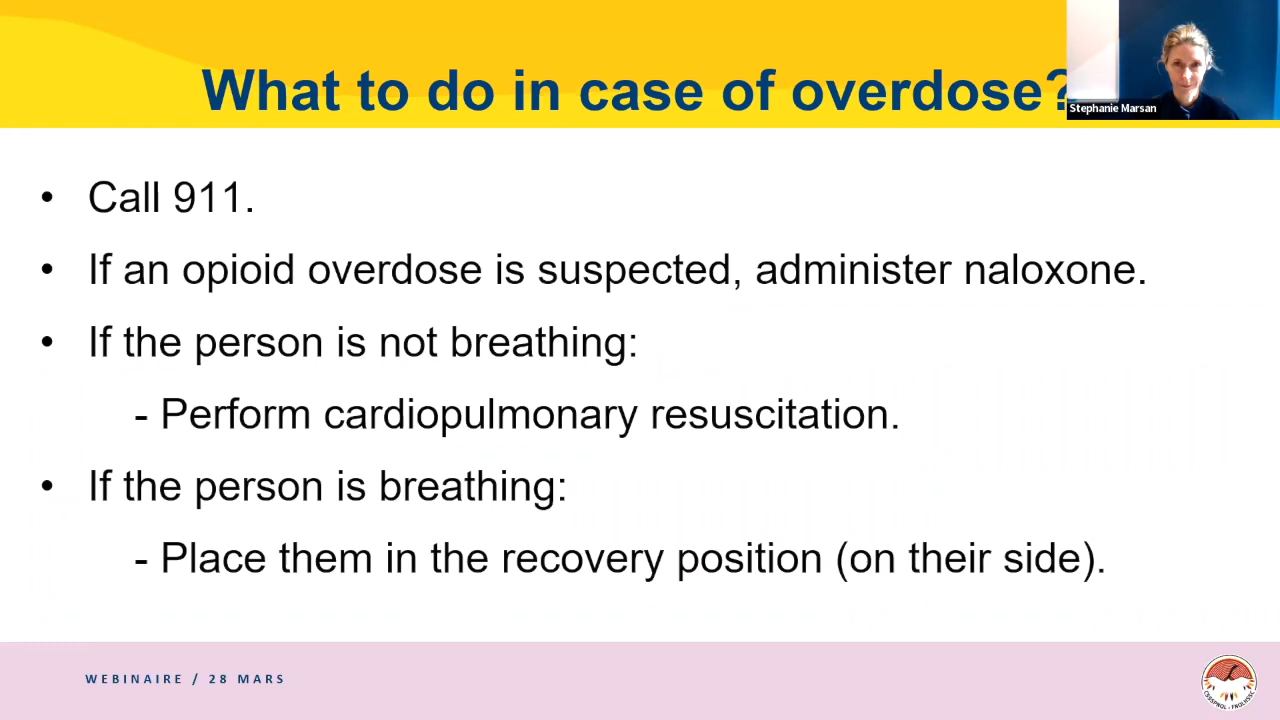 What to do in case of overdose?
Stephanie Marsan
• Call 911.
• If an opioid overdose is suspected, administer naloxone.
• If the person is not breathing:
- Perform cardiopulmonary resuscitation.
• If the person is breathing:
- Place them in the recovery position (on their side).
WEBINAIRE / 28 MARS
CSSSPNQL - FNQLHSSC